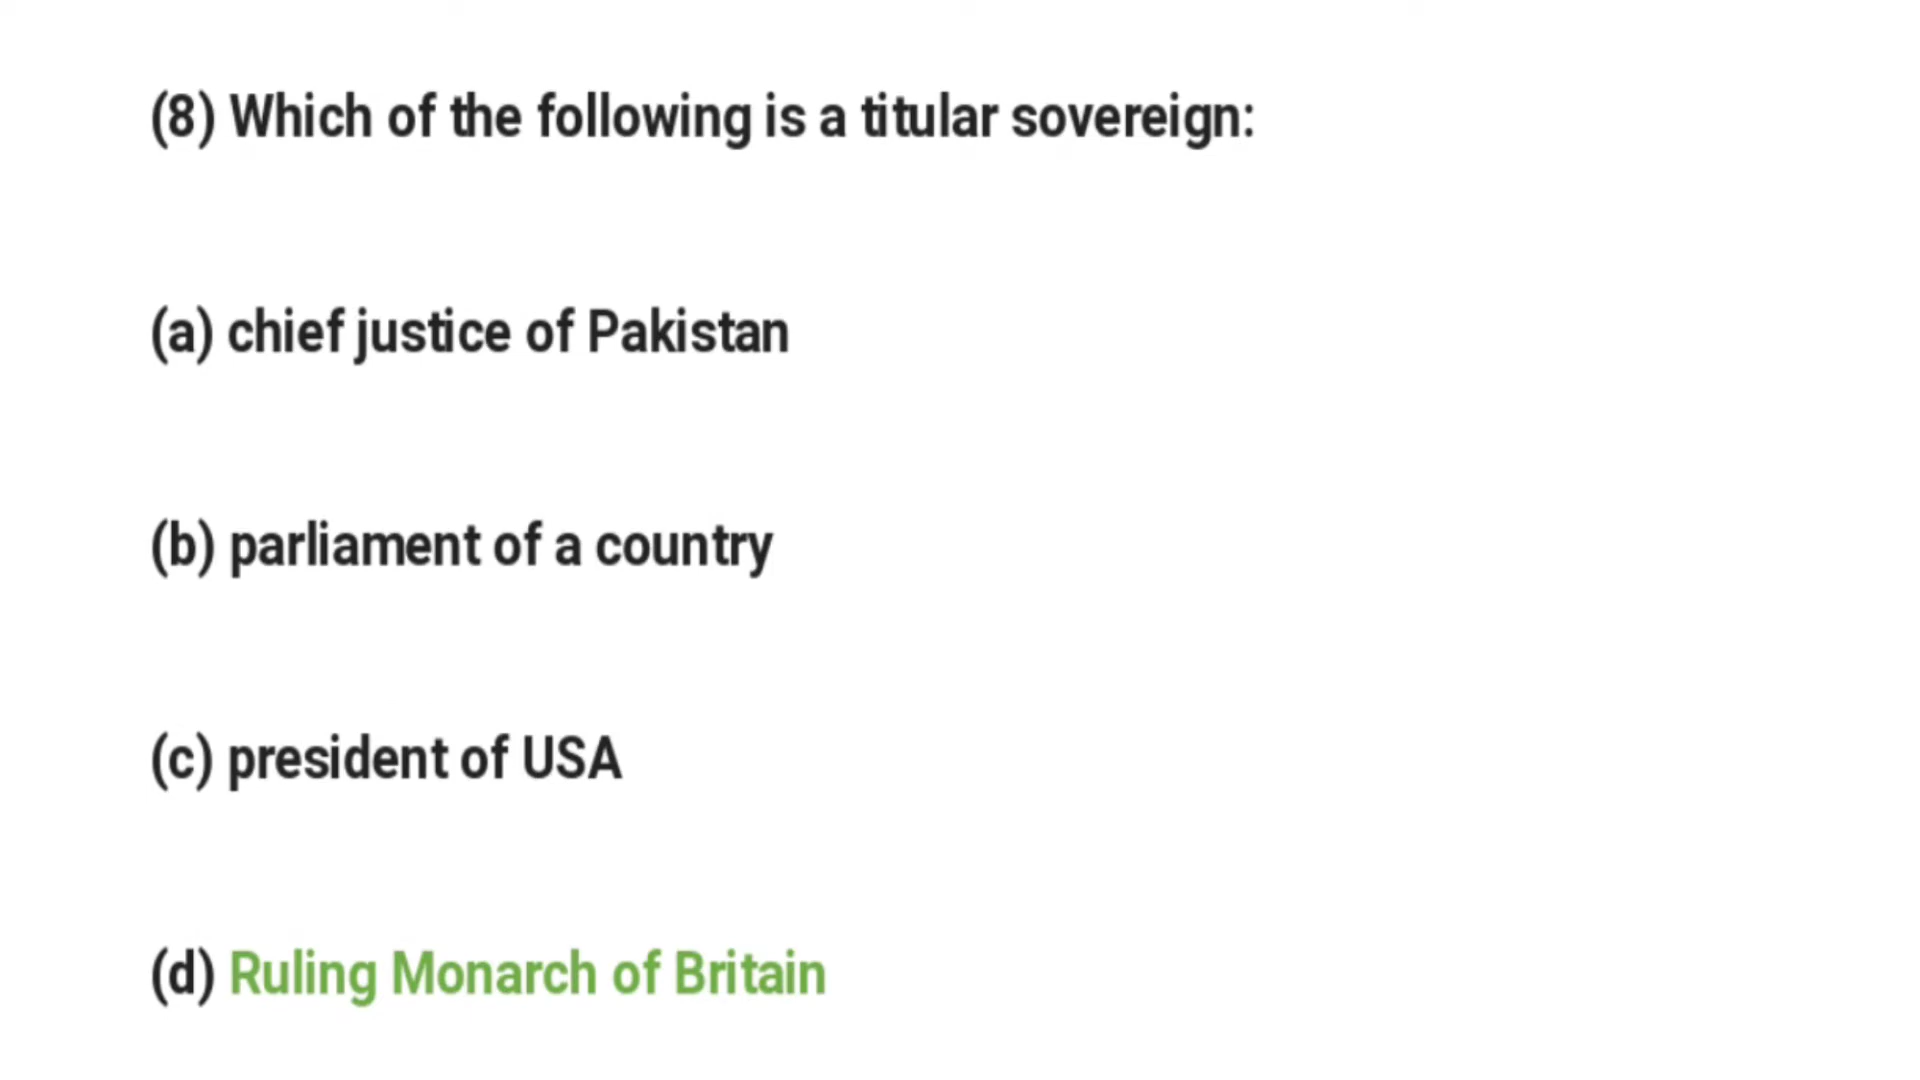 (8) Which of the following is a titular sovereign:
(a) chief justice of Pakistan
(b) parliament of a country
(c) president of USA
(d) Ruling Monarch of Britain